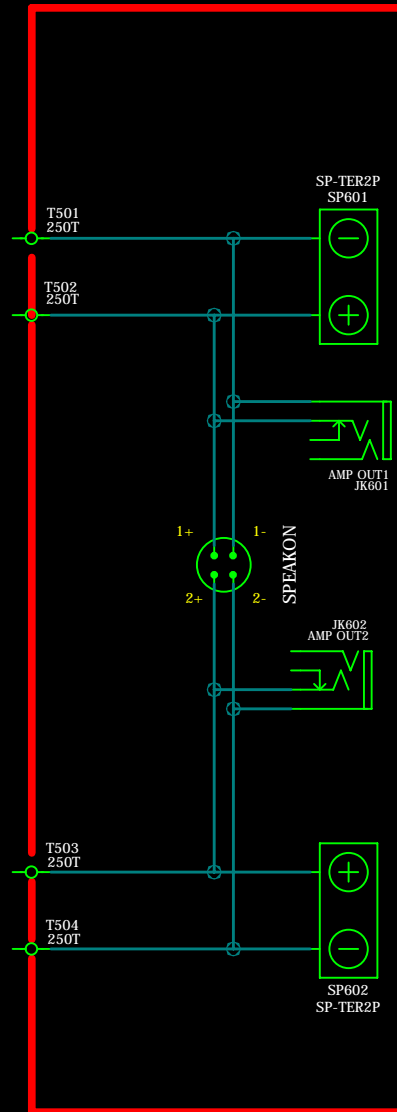 SP-TER2P
SP601
T501
250T
T502
250T
AMP OUT1
JK601
1+
1-
SPEAKON
2+
2-
JK602
AMP OUT2
T503
250T
T504
250T
SP602
SP-TER2P